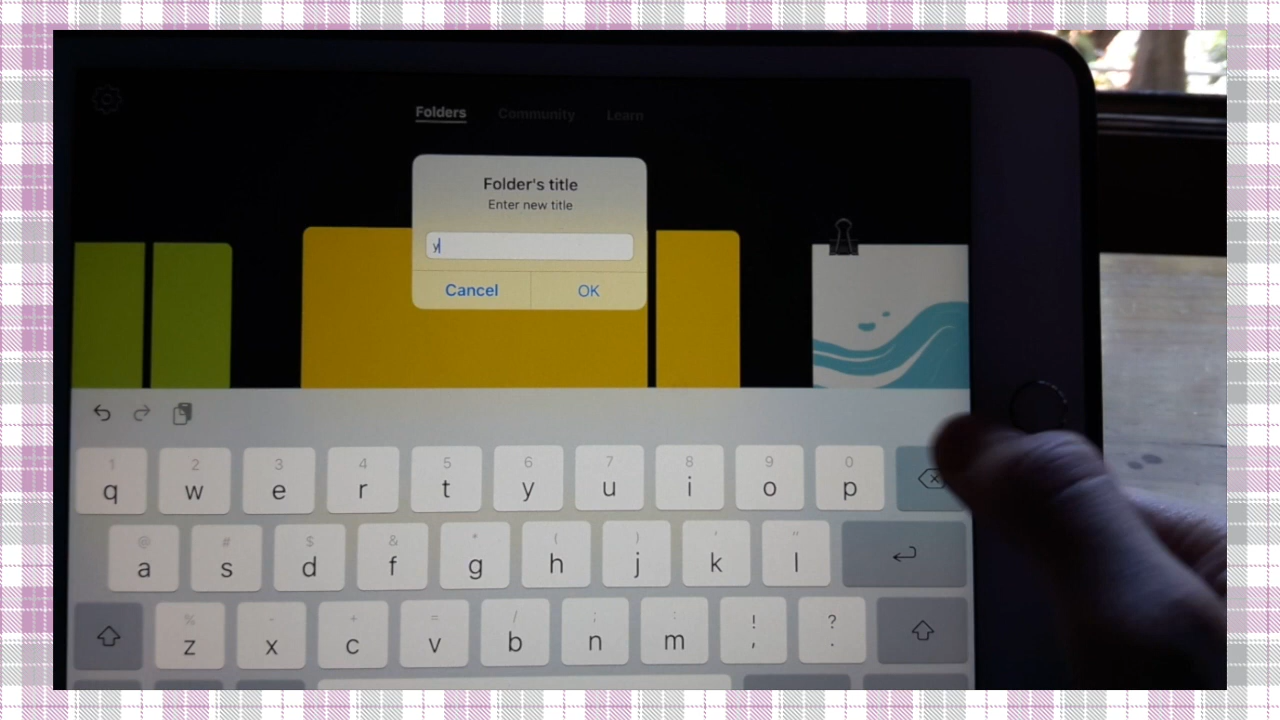 Folders Community Learn
Folder's title
Enter new title
y
Cancel OK
1 2 3 4 5 6 7 8 9 0
q w e r t y u i o p
@ # $ & * ( ) ' "
a s d f g h j k l
% - + = / ; : ! ?
z x c v b n m , .